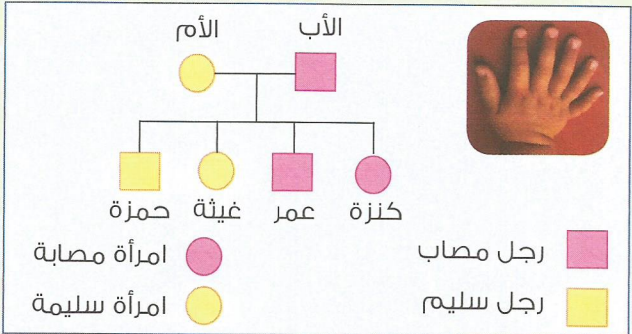 الأب الأم
كنزة عمر غيثة حمزة
رجل مصاب امرأة مصابة
رجل سليم امرأة سليمة